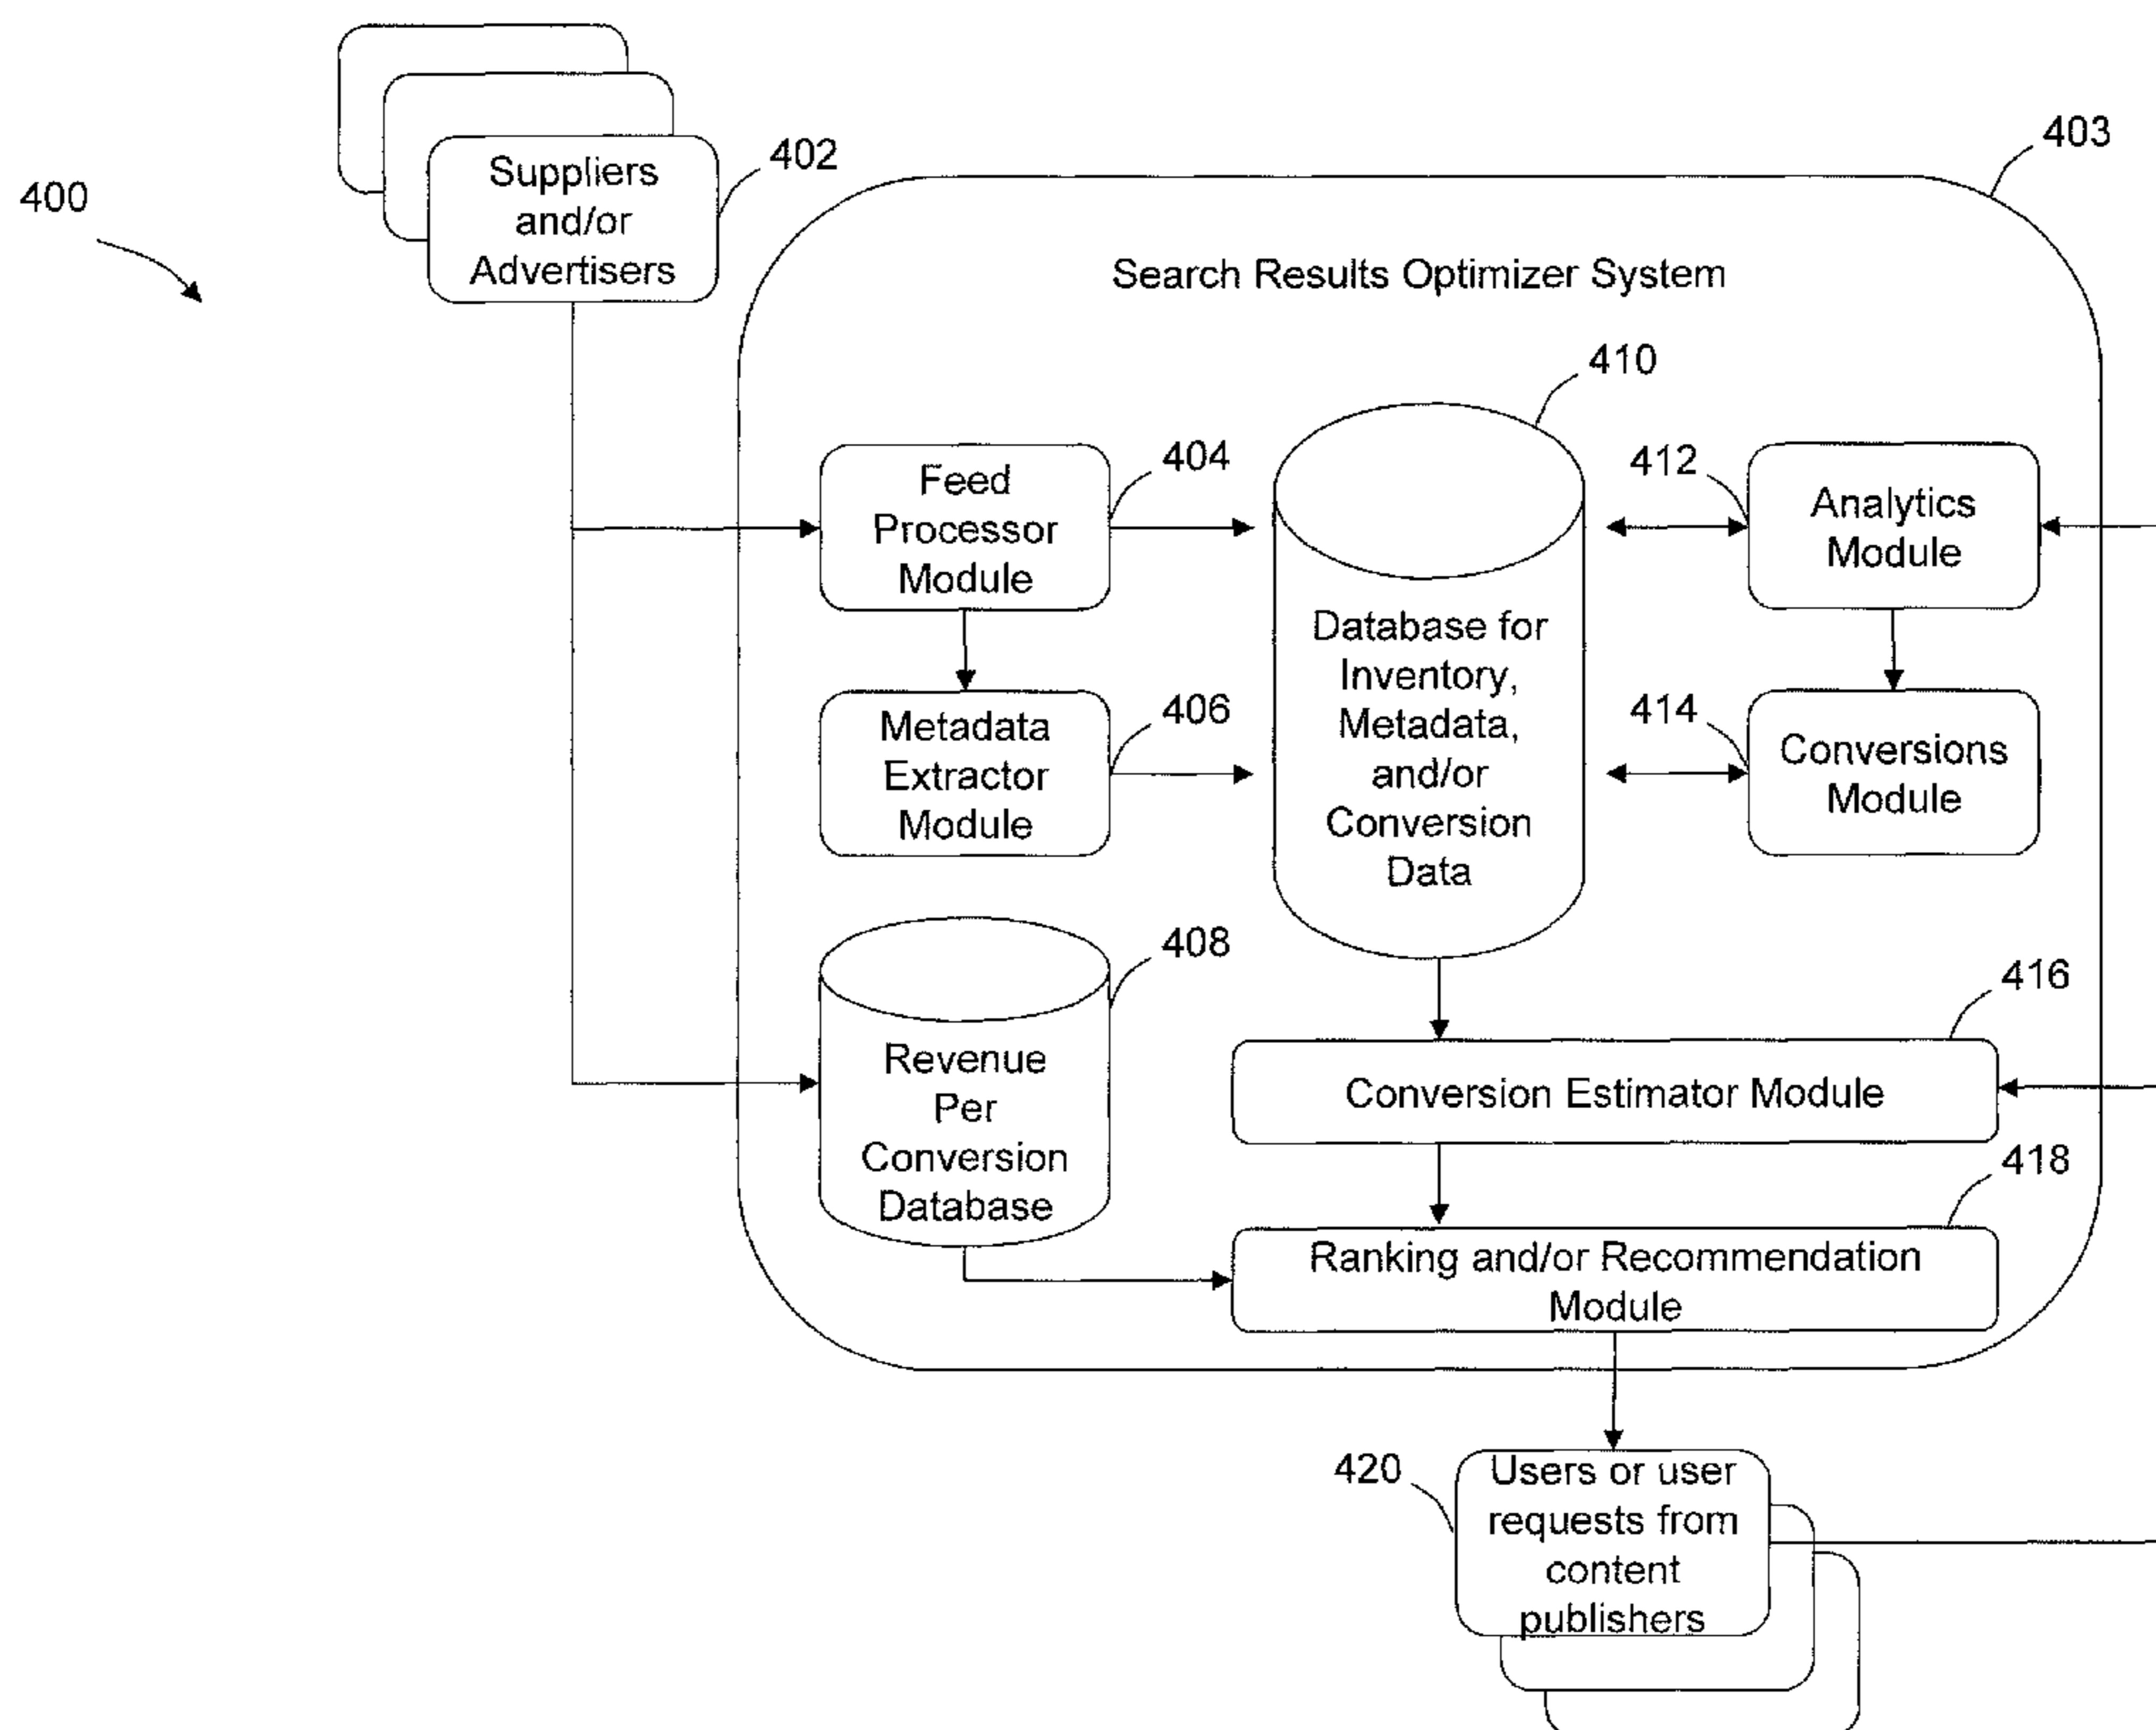 400
Suppliers
and/or
Advertisers
402
403
Search Results Optimizer System
410
Feed
Processor
Module
404
412
Analytics
Module
Metadata
Extractor
Module
406
Database for
Inventory,
Metadata,
and/or
Conversion
Data
414
Conversions
Module
408
Revenue
Per
Conversion
Database
416
Conversion Estimator Module
418
Ranking and/or Recommendation
Module
420
Users or user
requests from
content
publishers